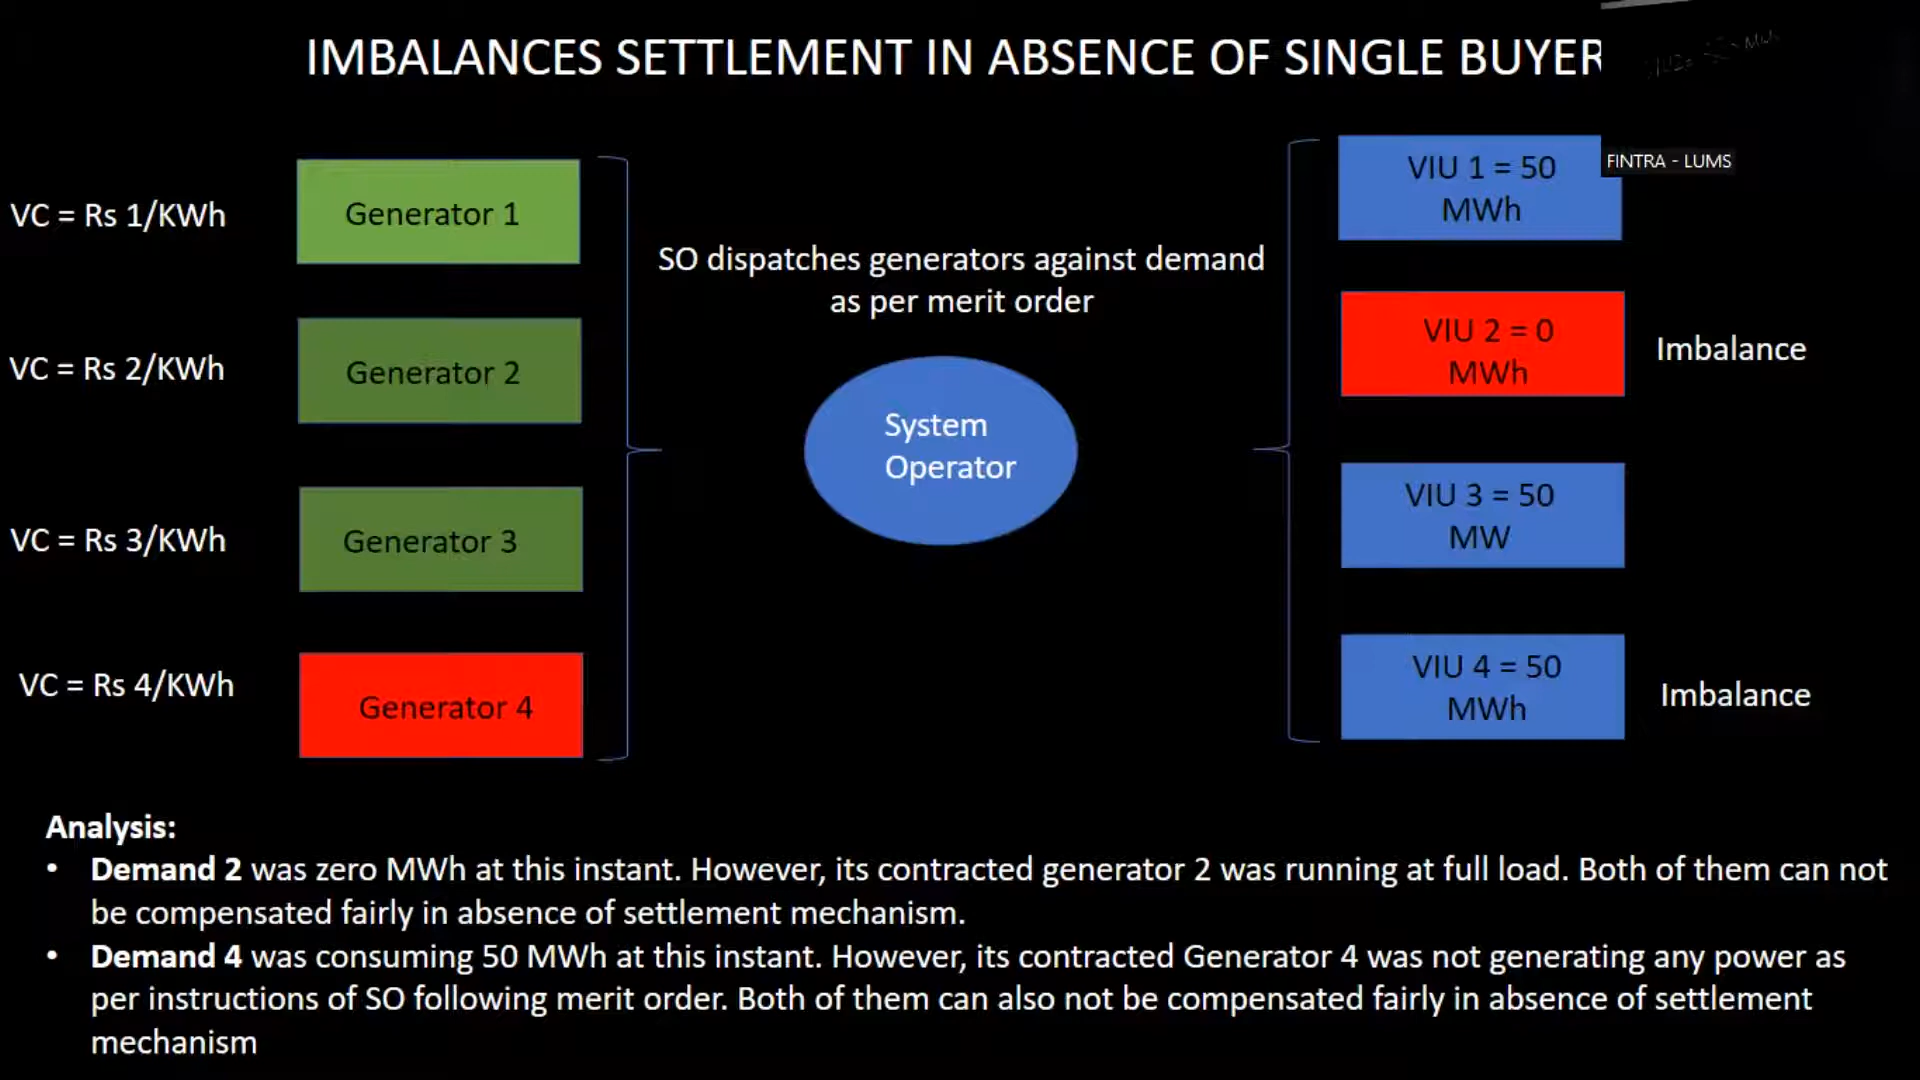 IMBALANCES SETTLEMENT IN ABSENCE OF SINGLE BUYER
FINTRA - LUMS
VC = Rs 1/KWh
Generator 1
VC = Rs 2/KWh
Generator 2
VC = Rs 3/KWh
Generator 3
VC = Rs 4/KWh
Generator 4
SO dispatches generators against demand
as per merit order
System
Operator
VIU 1 = 50
MWh
VIU 2 = 0
MWh
Imbalance
VIU 3 = 50
MW
VIU 4 = 50
MWh
Imbalance
Analysis:
• Demand 2 was zero MWh at this instant. However, its contracted generator 2 was running at full load. Both of them can not
be compensated fairly in absence of settlement mechanism.
• Demand 4 was consuming 50 MWh at this instant. However, its contracted Generator 4 was not generating any power as
per instructions of SO following merit order. Both of them can also not be compensated fairly in absence of settlement
mechanism